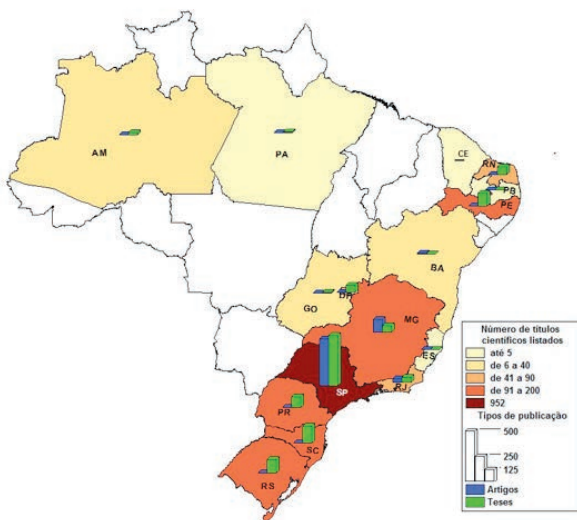 AM
PA
CE
RN
PB
PE
BA
GO
DF
MG
ES
SP
RJ
PR
SC
RS
Número de títulos
científicos listados
até 5
de 6 a 40
de 41 a 90
de 91 a 200
952
Tipos de publicação
500
250
125
Artigos
Teses